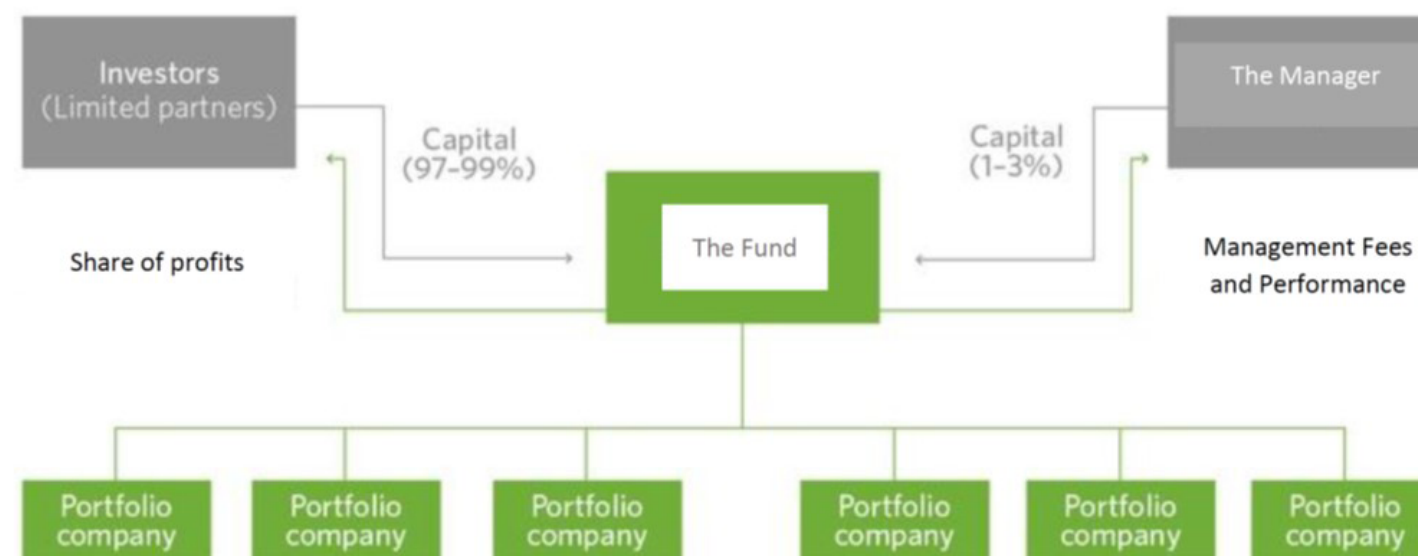 Investors
(Limited partners)
The Manager
Capital
(97–99%)
Capital
(1–3%)
The Fund
Share of profits
Management Fees
and Performance
Portfolio
company
Portfolio
company
Portfolio
company
Portfolio
company
Portfolio
company
Portfolio
company